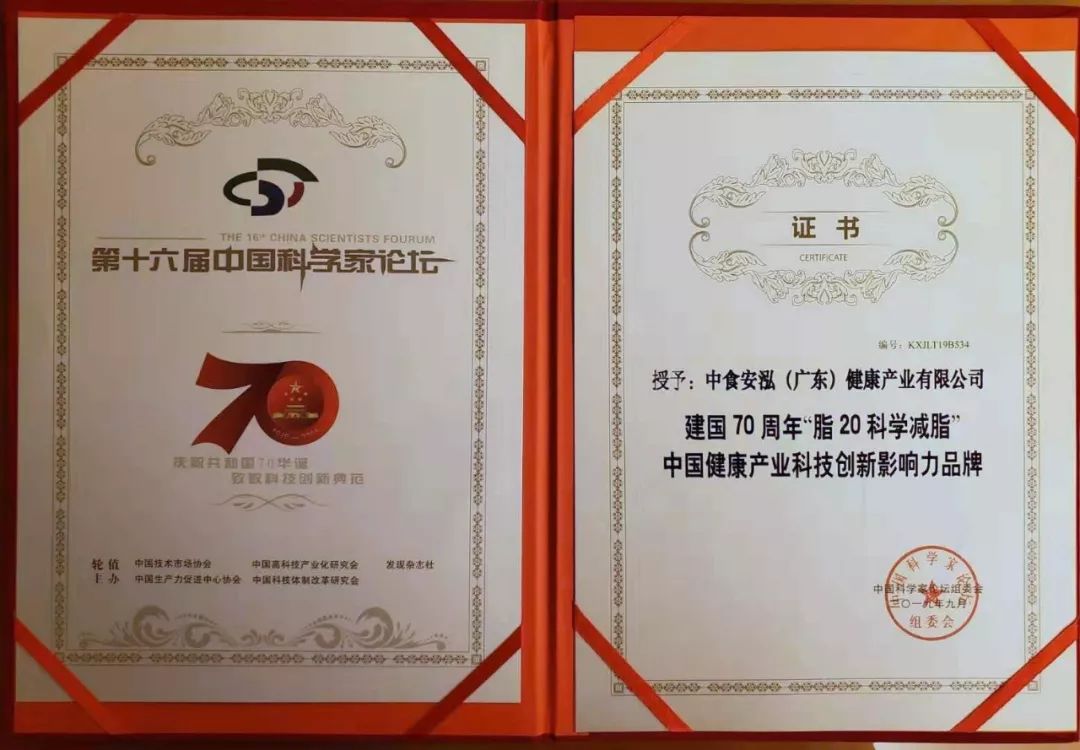 THE 16th CHINA SCIENTISTS FOURUM
第十六届中国科学家论坛
70
庆祝共和国70华诞
致敬科技创新典范
轮值
主办
中国技术市场协会 中国高科技产业化研究会 发现杂志社
中国生产力促进中心协会 中国科技体制改革研究会
证书
CERTIFICATE
编号：KXJLT19B534
授予：中食安泓（广东）健康产业有限公司
建国70周年“脂20科学减脂”
中国健康产业科技创新影响力品牌
中国科学家论坛组委会
二〇一九年九月
中国科学家论坛
组委会